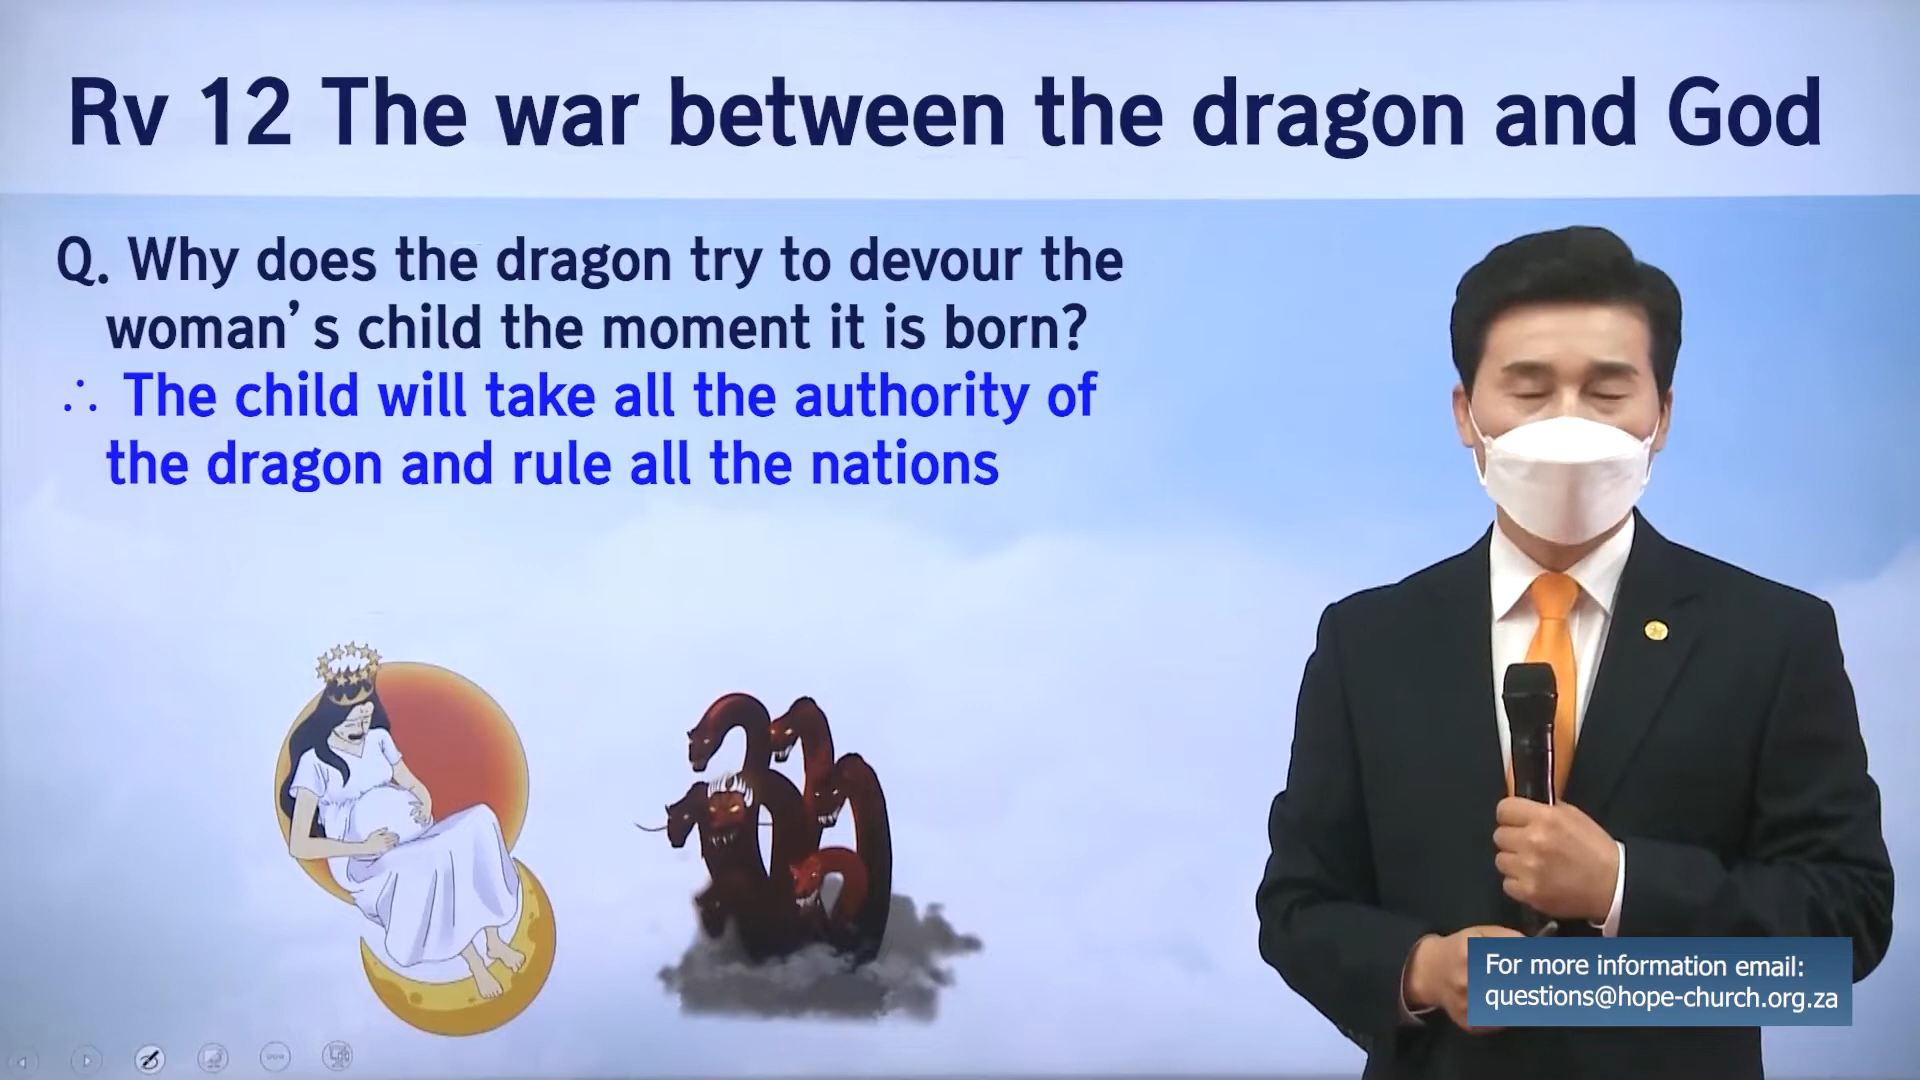 Rv 12 The war between the dragon and God
Q. Why does the dragon try to devour the
woman's child the moment it is born?
∴ The child will take all the authority of
the dragon and rule all the nations
For more information email:
questions@hope-church.org.za